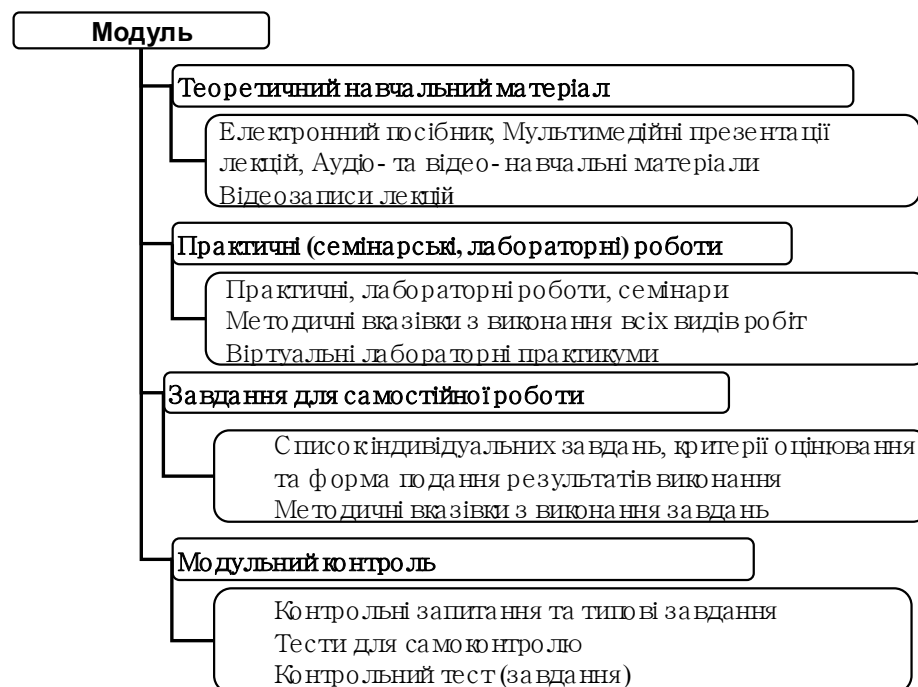 Модуль
Теоретичний навчальний матеріал
Електронний посібник, Мультимедійні презентації
лекцій, Аудіо- та відео- навчальні матеріали
Відеозаписи лекцій
Практичні (семінарські, лабораторні) роботи
Практичні, лабораторні роботи, семінари
Методичні вказівки з виконання всіх видів робіт
Віртуальні лабораторні практикуми
Завдання для самостійної роботи
Список індивідуальних завдань, критерії оцінювання
та форма подання результатів виконання
Методичні вказівки з виконання завдань
Модульний контроль
Контрольні запитання та типові завдання
Тести для самоконтролю
Контрольний тест (завдання)